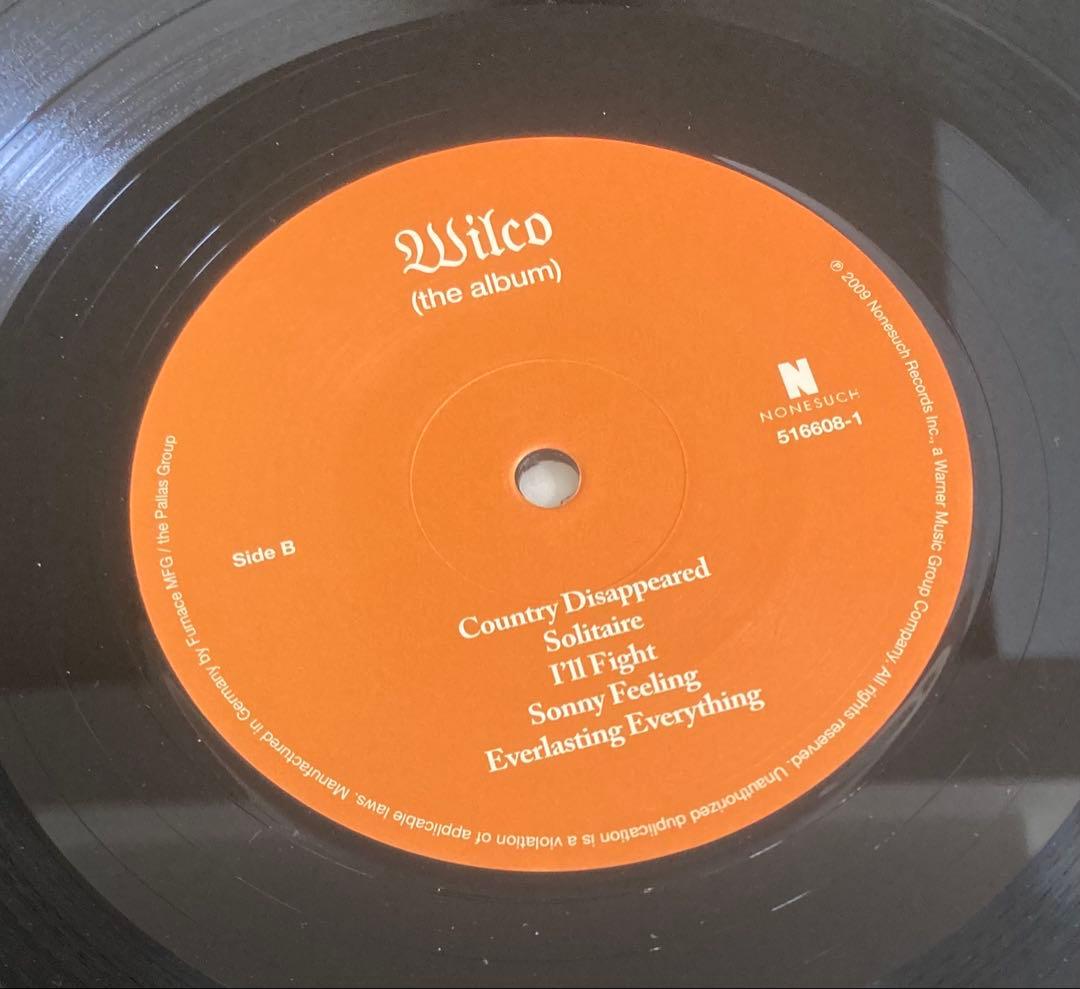 Wilco
(the album)
N
NONESUCH
516608-1
Side B
Country Disappeared
Solitaire
I'll Fight
Sonny Feeling
Everlasting Everything
℗ 2009 Nonesuch Records Inc., a Warner Music Group Company. All rights reserved. Unauthorized duplication is a violation of applicable laws. Manufactured in Germany by Furnace MFG / the Pallas Group